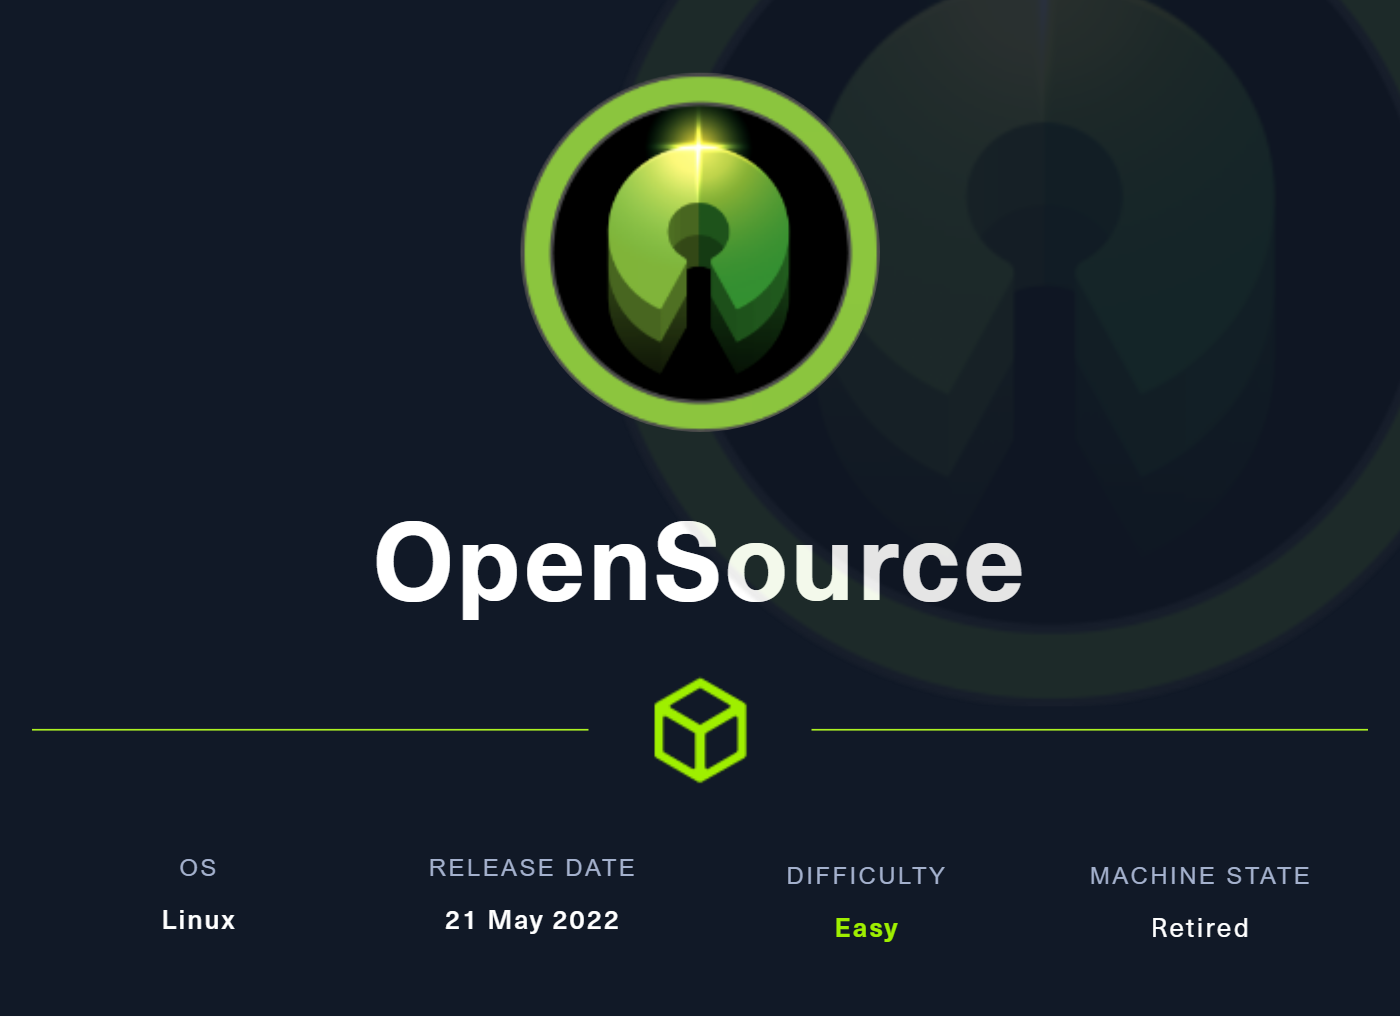 OpenSource
OS
Linux
RELEASE DATE
21 May 2022
DIFFICULTY
Easy
MACHINE STATE
Retired